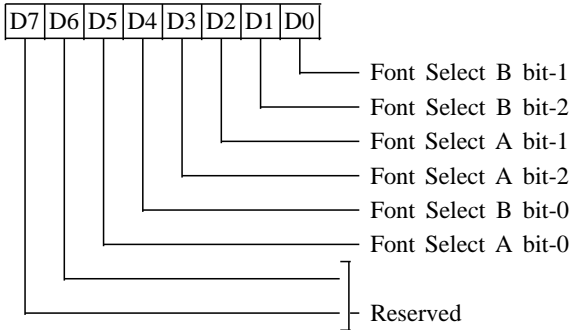 D7 D6 D5 D4 D3 D2 D1 D0
Font Select B bit-1
Font Select B bit-2
Font Select A bit-1
Font Select A bit-2
Font Select B bit-0
Font Select A bit-0
Reserved